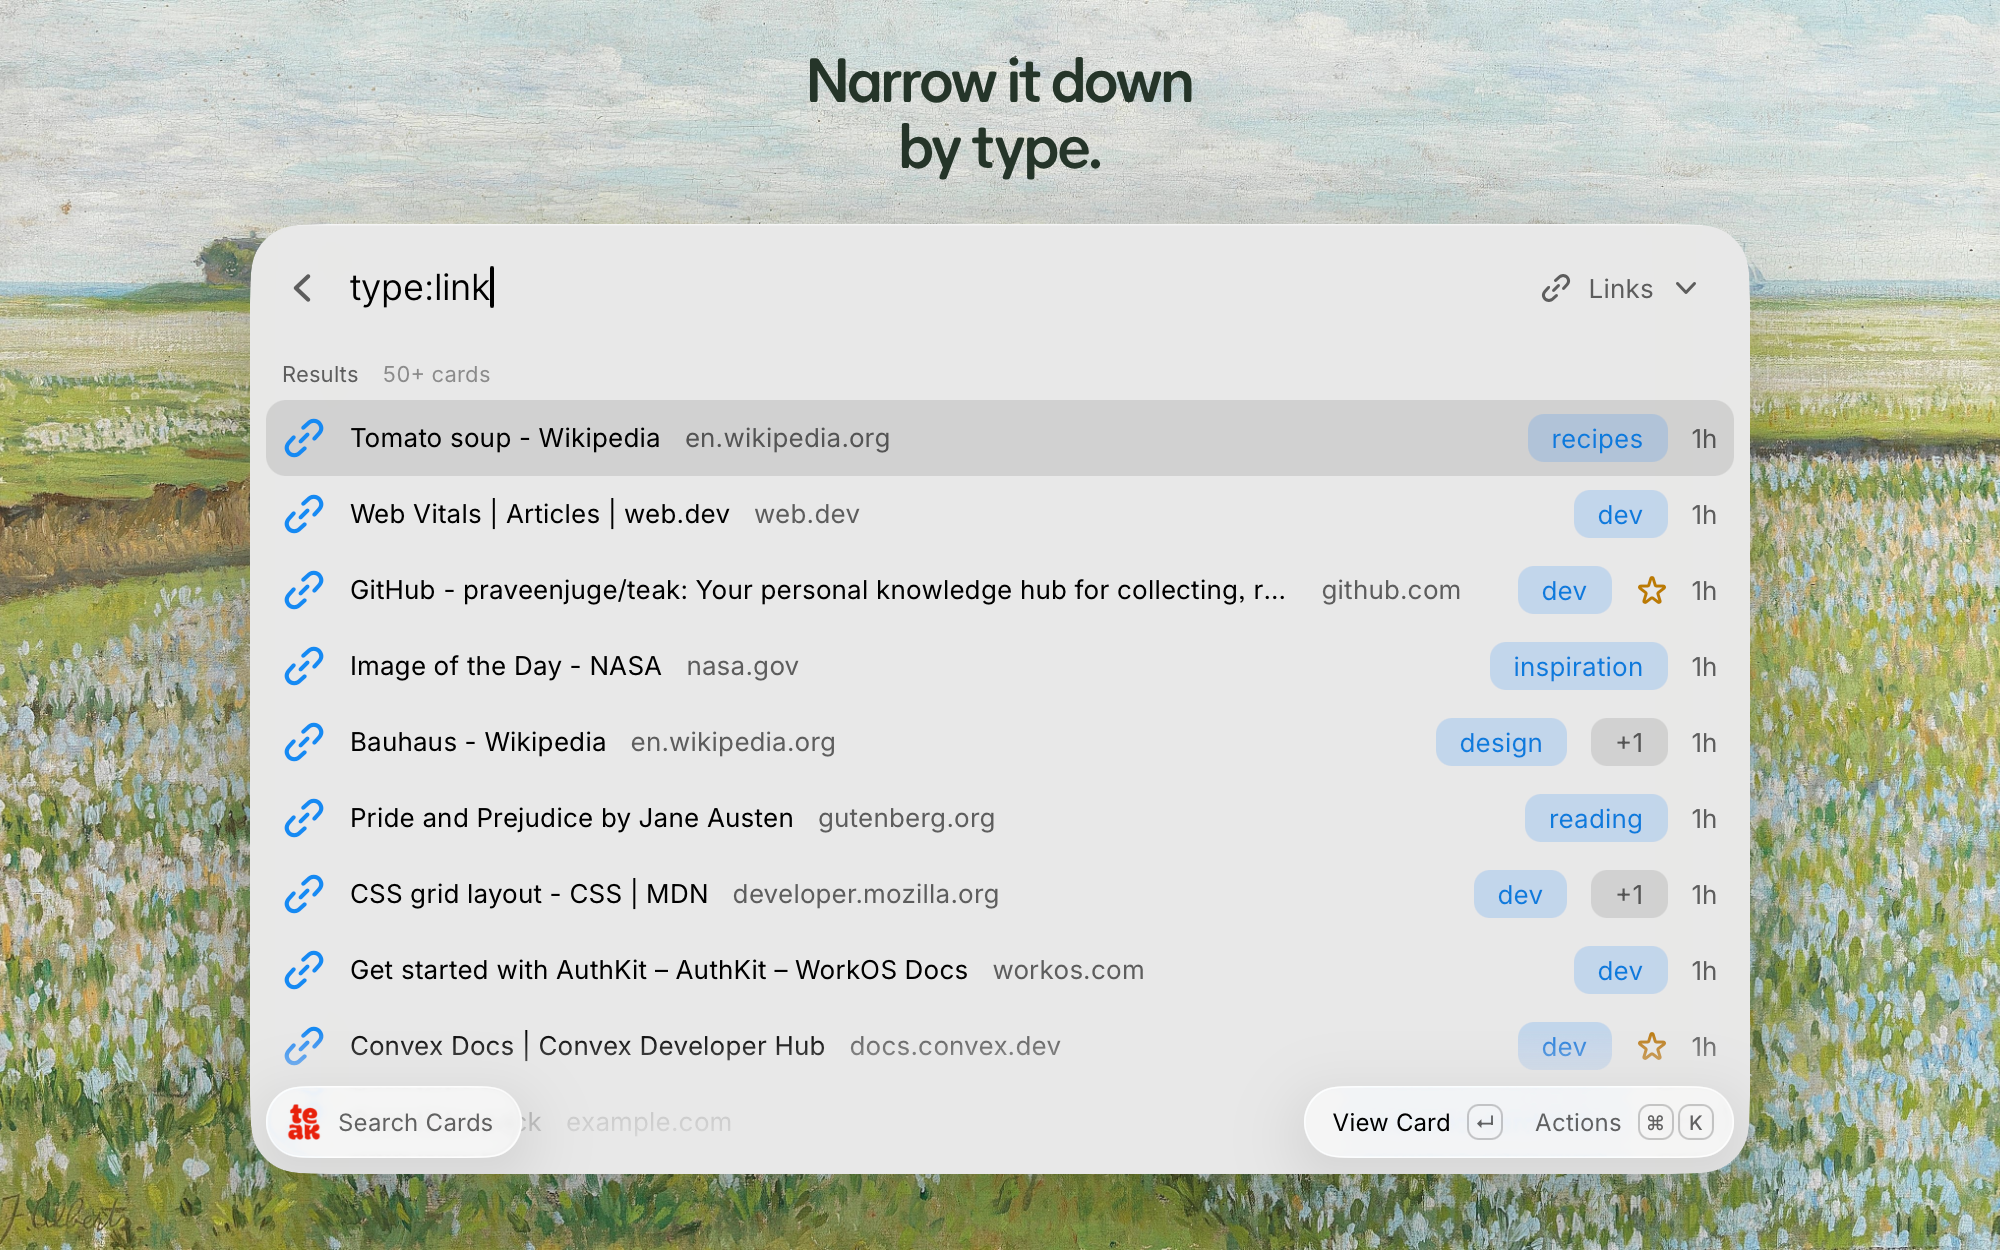 Narrow it down
by type.
type:link
Links
Results 50+ cards
Tomato soup - Wikipedia en.wikipedia.org recipes 1h
Web Vitals | Articles | web.dev web.dev dev 1h
GitHub - praveenjuge/teak: Your personal knowledge hub for collecting, r... github.com dev 1h
Image of the Day - NASA nasa.gov inspiration 1h
Bauhaus - Wikipedia en.wikipedia.org design +1 1h
Pride and Prejudice by Jane Austen gutenberg.org reading 1h
CSS grid layout - CSS | MDN developer.mozilla.org dev +1 1h
Get started with AuthKit – AuthKit – WorkOS Docs workos.com dev 1h
Convex Docs | Convex Developer Hub docs.convex.dev dev 1h
teak Search Cards ck example.com View Card ↵ Actions ⌘ K